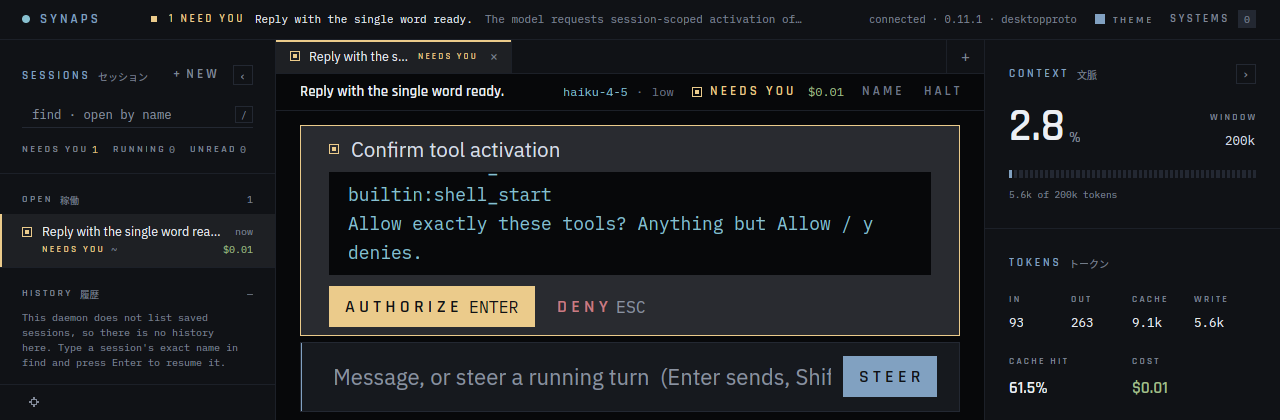 SYNAPS
1 NEED YOU Reply with the single word ready. The model requests session-scoped activation of…
connected · 0.11.1 · desktopproto
THEME
SYSTEMS 0
SESSIONS セッション + NEW ‹
find · open by name /
NEEDS YOU 1 RUNNING 0 UNREAD 0
OPEN 稼働 1
Reply with the single word rea… now
NEEDS YOU ~ $0.01
HISTORY 履歴 —
This daemon does not list saved
sessions, so there is no history
here. Type a session's exact name in
find and press Enter to resume it.
Reply with the s… NEEDS YOU ×
+
Reply with the single word ready. haiku-4-5 · low NEEDS YOU $0.01 NAME HALT
Confirm tool activation
builtin:shell_start
Allow exactly these tools? Anything but Allow / y
denies.
AUTHORIZE ENTER DENY ESC
Message, or steer a running turn (Enter sends, Shif
STEER
CONTEXT 文脈 ›
2.8 %
WINDOW
200k
5.6k of 200k tokens
TOKENS トークン
IN OUT CACHE WRITE
93 263 9.1k 5.6k
CACHE HIT COST
61.5% $0.01